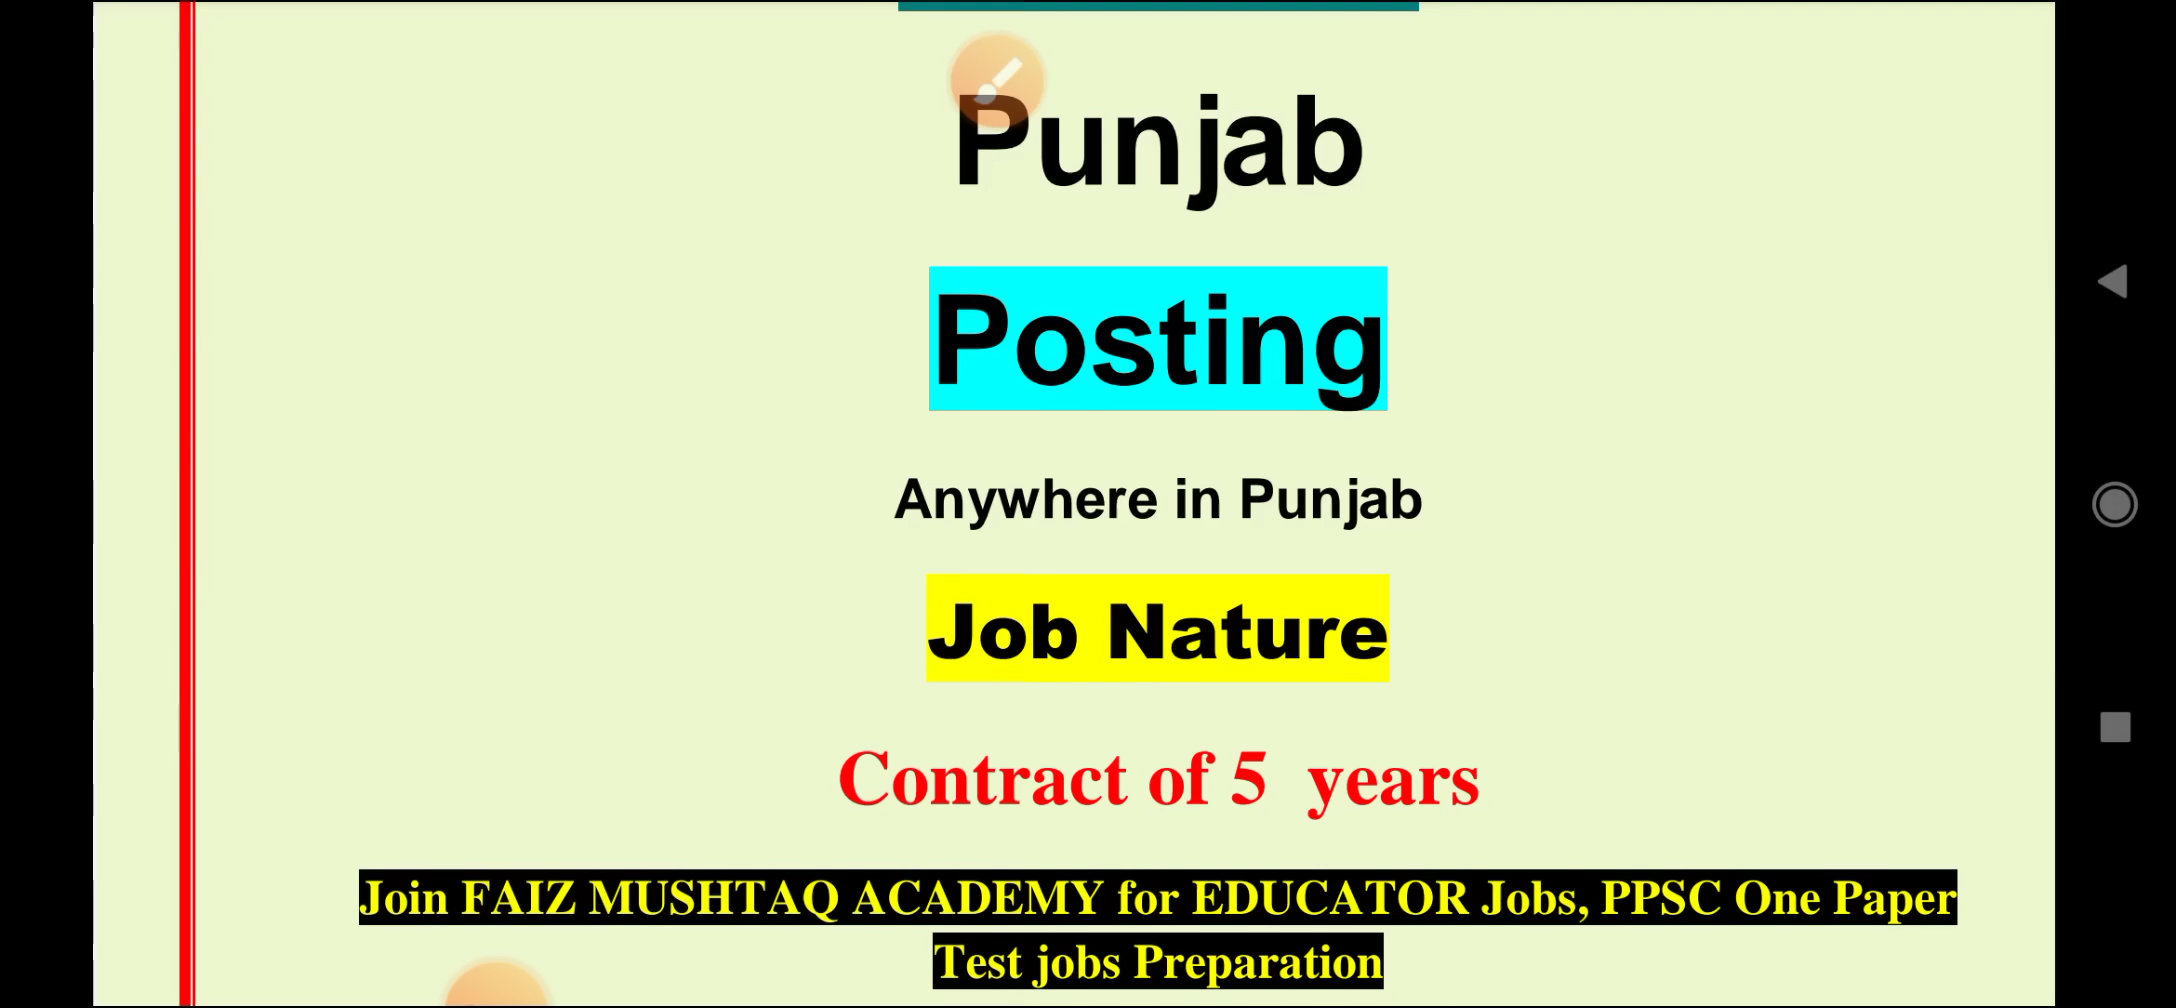 Punjab
Posting
Anywhere in Punjab
Job Nature
Contract of 5 years
Join FAIZ MUSHTAQ ACADEMY for EDUCATOR Jobs, PPSC One Paper
Test jobs Preparation